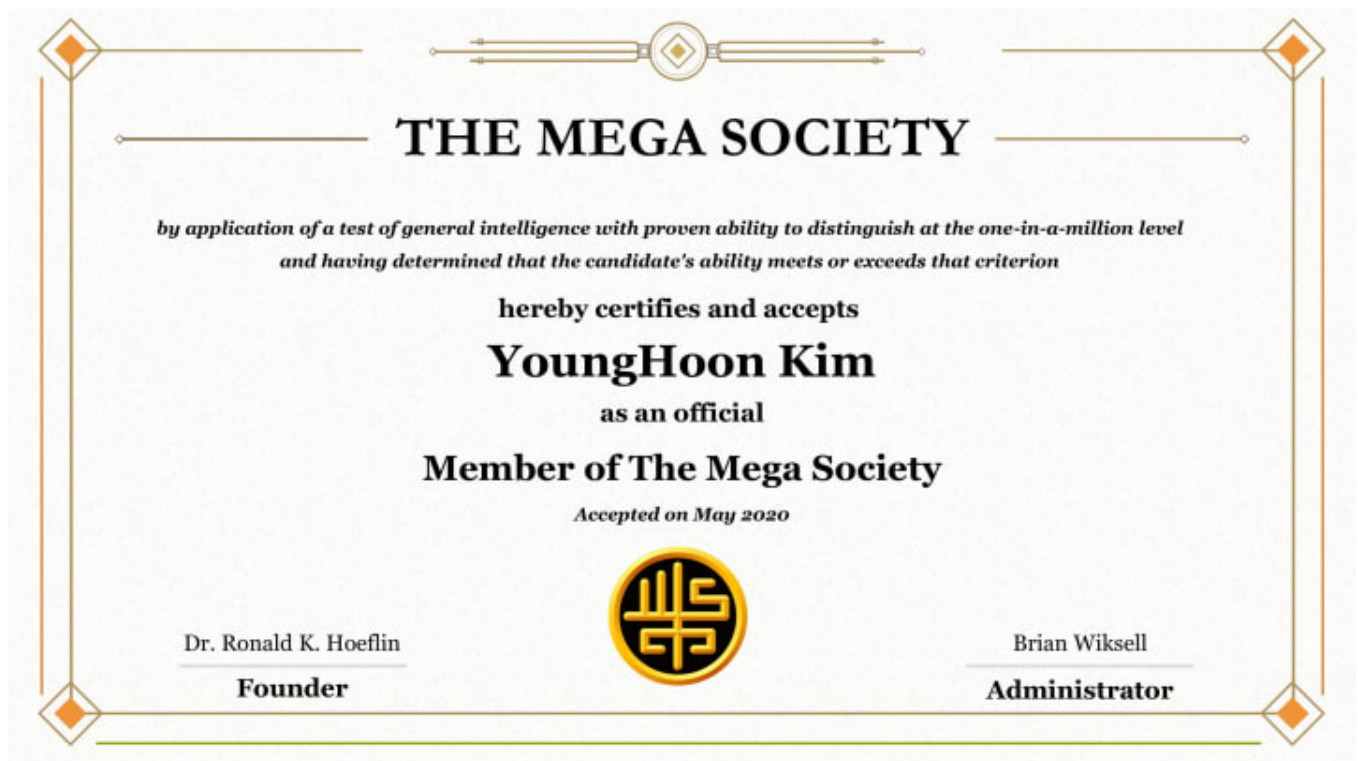 THE MEGA SOCIETY
by application of a test of general intelligence with proven ability to distinguish at the one-in-a-million level
and having determined that the candidate's ability meets or exceeds that criterion
hereby certifies and accepts
YoungHoon Kim
as an official
Member of The Mega Society
Accepted on May 2020
Dr. Ronald K. Hoeflin
Founder
Brian Wiksell
Administrator